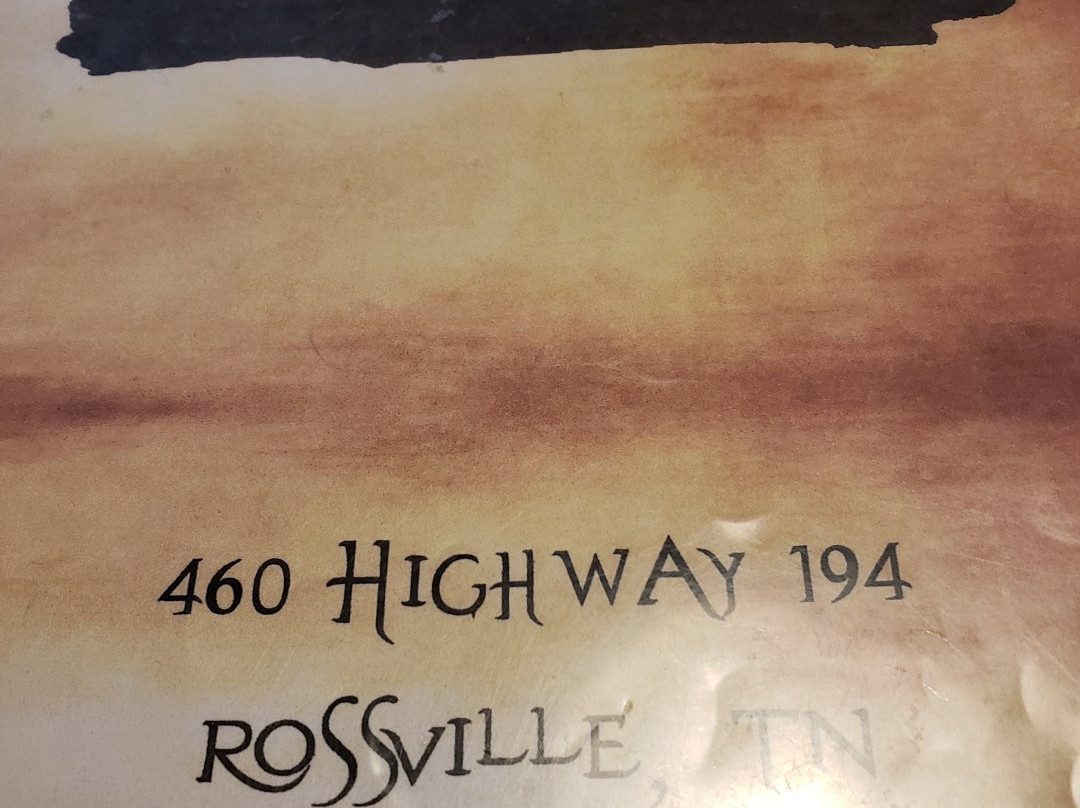 460 HIGHWAY 194
ROSSVILLE, TN